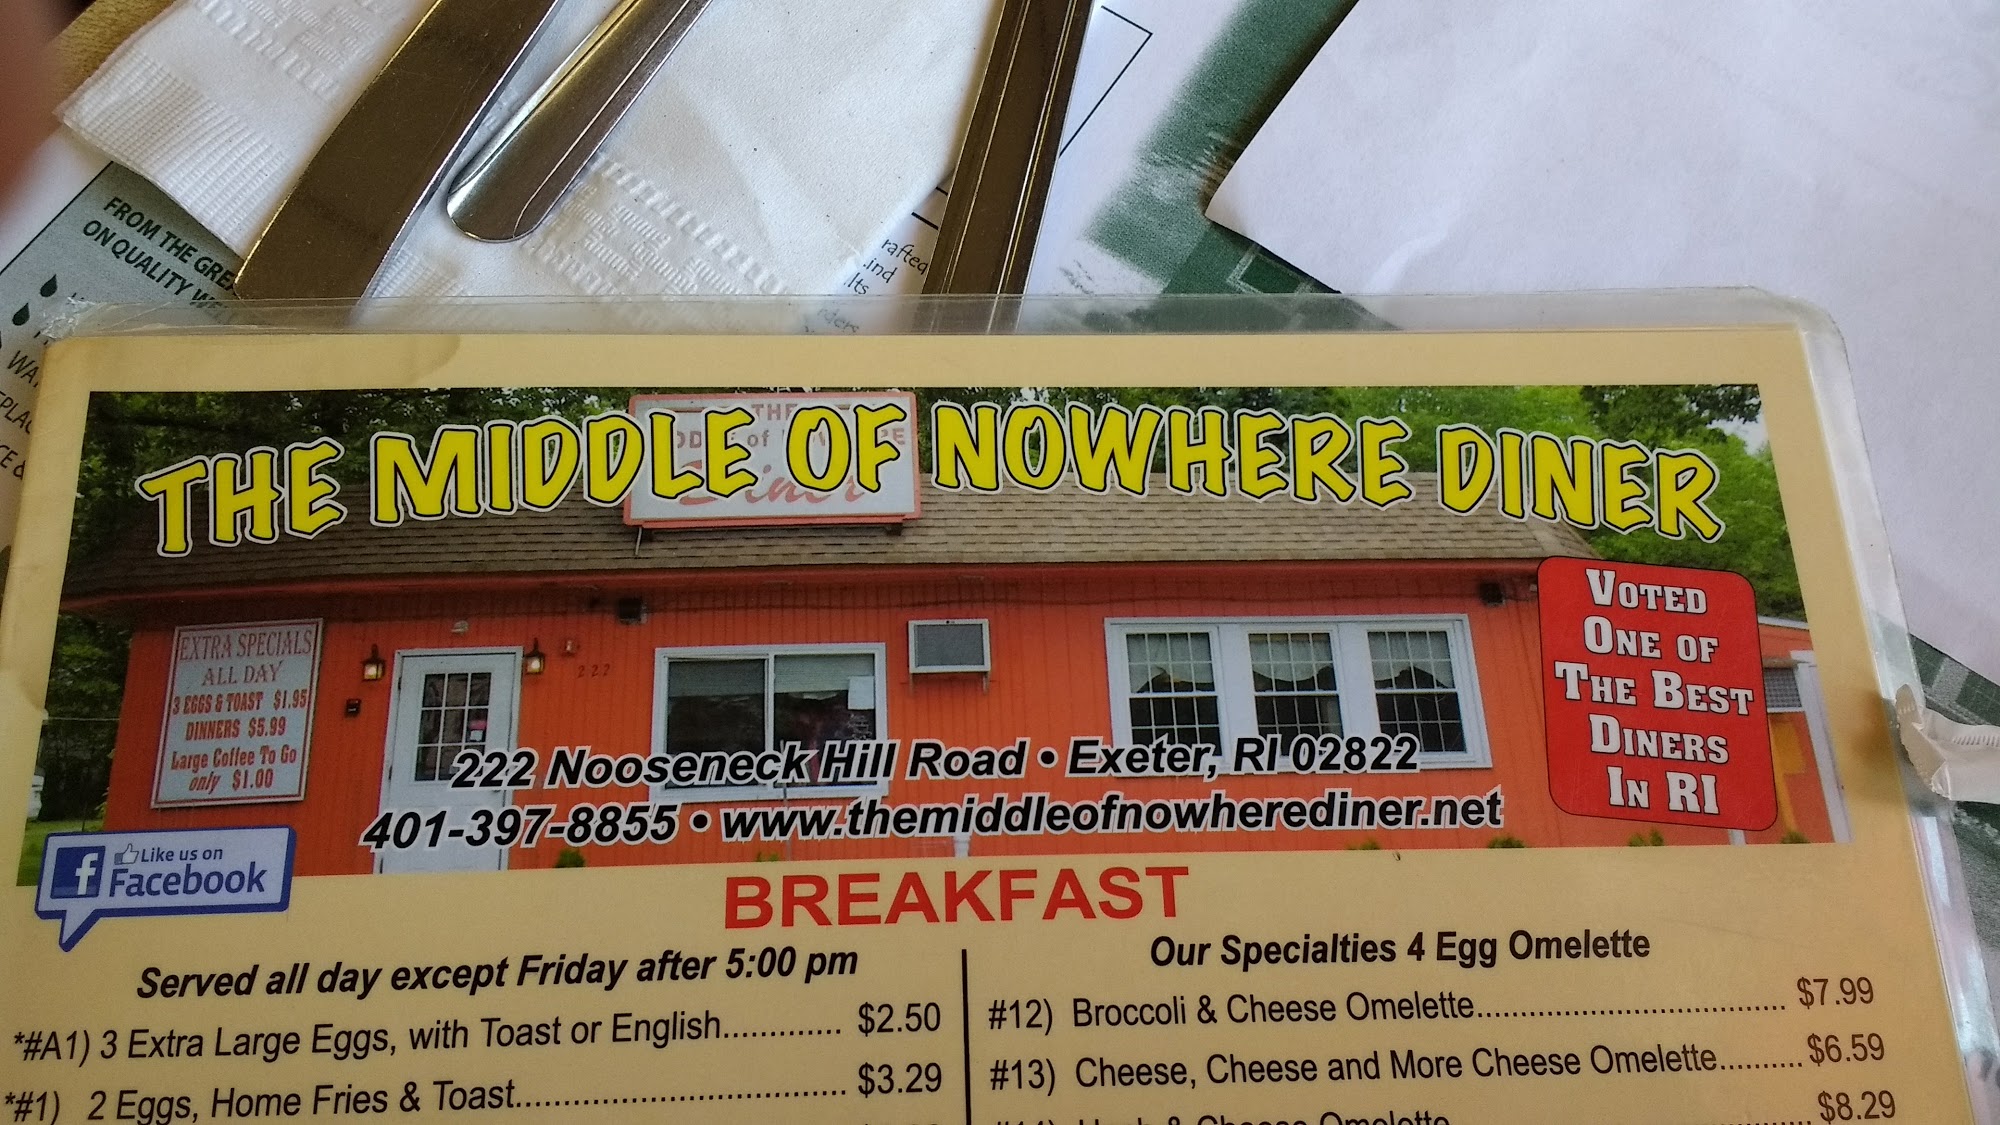 FROM THE
ON QUALITY
rafted
THE MIDDLE OF NOWHERE DINER
EXTRA SPECIALS
ALL DAY
3 EGGS & TOAST $1.95
DINNERS $5.99
Large Coffee To Go
only $1.00
222
VOTED
ONE OF
THE BEST
DINERS
IN RI
222 Nooseneck Hill Road • Exeter, RI 02822
401-397-8855 • www.themiddleofnowherediner.net
f Like us on
Facebook
BREAKFAST
Served all day except Friday after 5:00 pm
*#A1) 3 Extra Large Eggs, with Toast or English............. $2.50
*#1) 2 Eggs, Home Fries & Toast.................................. $3.29
Our Specialties 4 Egg Omelette
#12) Broccoli & Cheese Omelette.................................... $7.99
#13) Cheese, Cheese and More Cheese Omelette.......... $6.59
& Cheese Omelette $8.29